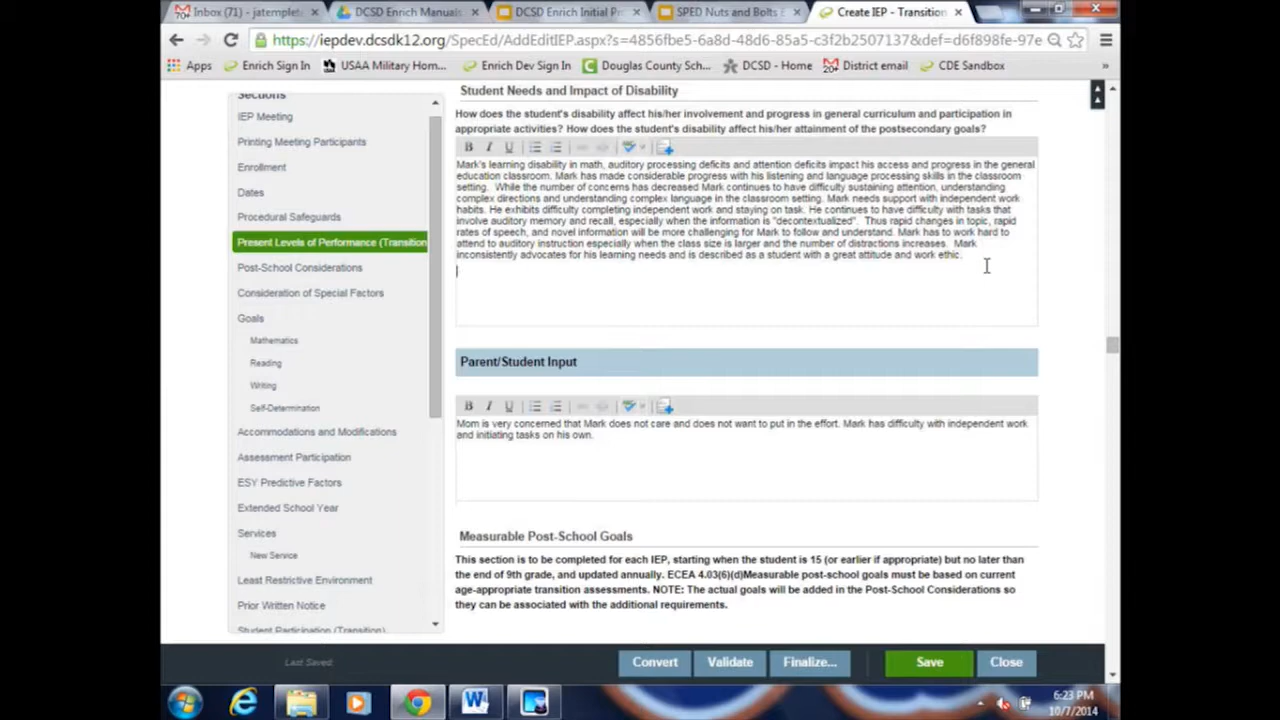 Inbox (71) - jatemplet
DCSD Enrich Manuals
DCSD Enrich Initial Pr
SPED Nuts and Bolts E
Create IEP - Transition
https://iepdev.dcsdk12.org/SpecEd/AddEditIEP.aspx?s=4856fbe5-6a8d-48d6-85a5-c3f2b2507137&def=d6f898fe-97e
Apps
Enrich Sign In
USAA Military Hom...
Enrich Dev Sign In
Douglas County Sch...
DCSD - Home
District email
CDE Sandbox
»
Sections
IEP Meeting
Printing Meeting Participants
Enrollment
Dates
Procedural Safeguards
Present Levels of Performance (Transition
Post-School Considerations
Consideration of Special Factors
Goals
Mathematics
Reading
Writing
Self-Determination
Accommodations and Modifications
Assessment Participation
ESY Predictive Factors
Extended School Year
Services
New Service
Least Restrictive Environment
Prior Written Notice
Student Participation (Transition)
Student Needs and Impact of Disability
How does the student's disability affect his/her involvement and progress in general curriculum and participation in
appropriate activities? How does the student's disability affect his/her attainment of the postsecondary goals?
B I U
Mark's learning disability in math, auditory processing deficits and attention deficits impact his access and progress in the general
education classroom. Mark has made considerable progress with his listening and language processing skills in the classroom
setting. While the number of concerns has decreased Mark continues to have difficulty sustaining attention, understanding
complex directions and understanding complex language in the classroom setting. Mark needs support with independent work
habits. He exhibits difficulty completing independent work and staying on task. He continues to have difficulty with tasks that
involve auditory memory and recall, especially when the information is "decontextualized". Thus rapid changes in topic, rapid
rates of speech, and novel information will be more challenging for Mark to follow and understand. Mark has to work hard to
attend to auditory instruction especially when the class size is larger and the number of distractions increases. Mark
inconsistently advocates for his learning needs and is described as a student with a great attitude and work ethic.
Parent/Student Input
B I U
Mom is very concerned that Mark does not care and does not want to put in the effort. Mark has difficulty with independent work
and initiating tasks on his own.
Measurable Post-School Goals
This section is to be completed for each IEP, starting when the student is 15 (or earlier if appropriate) but no later than
the end of 9th grade, and updated annually. ECEA 4.03(6)(d)Measurable post-school goals must be based on current
age-appropriate transition assessments. NOTE: The actual goals will be added in the Post-School Considerations so
they can be associated with the additional requirements.
Last Saved:
Convert
Validate
Finalize...
Save
Close
6:23 PM
10/7/2014